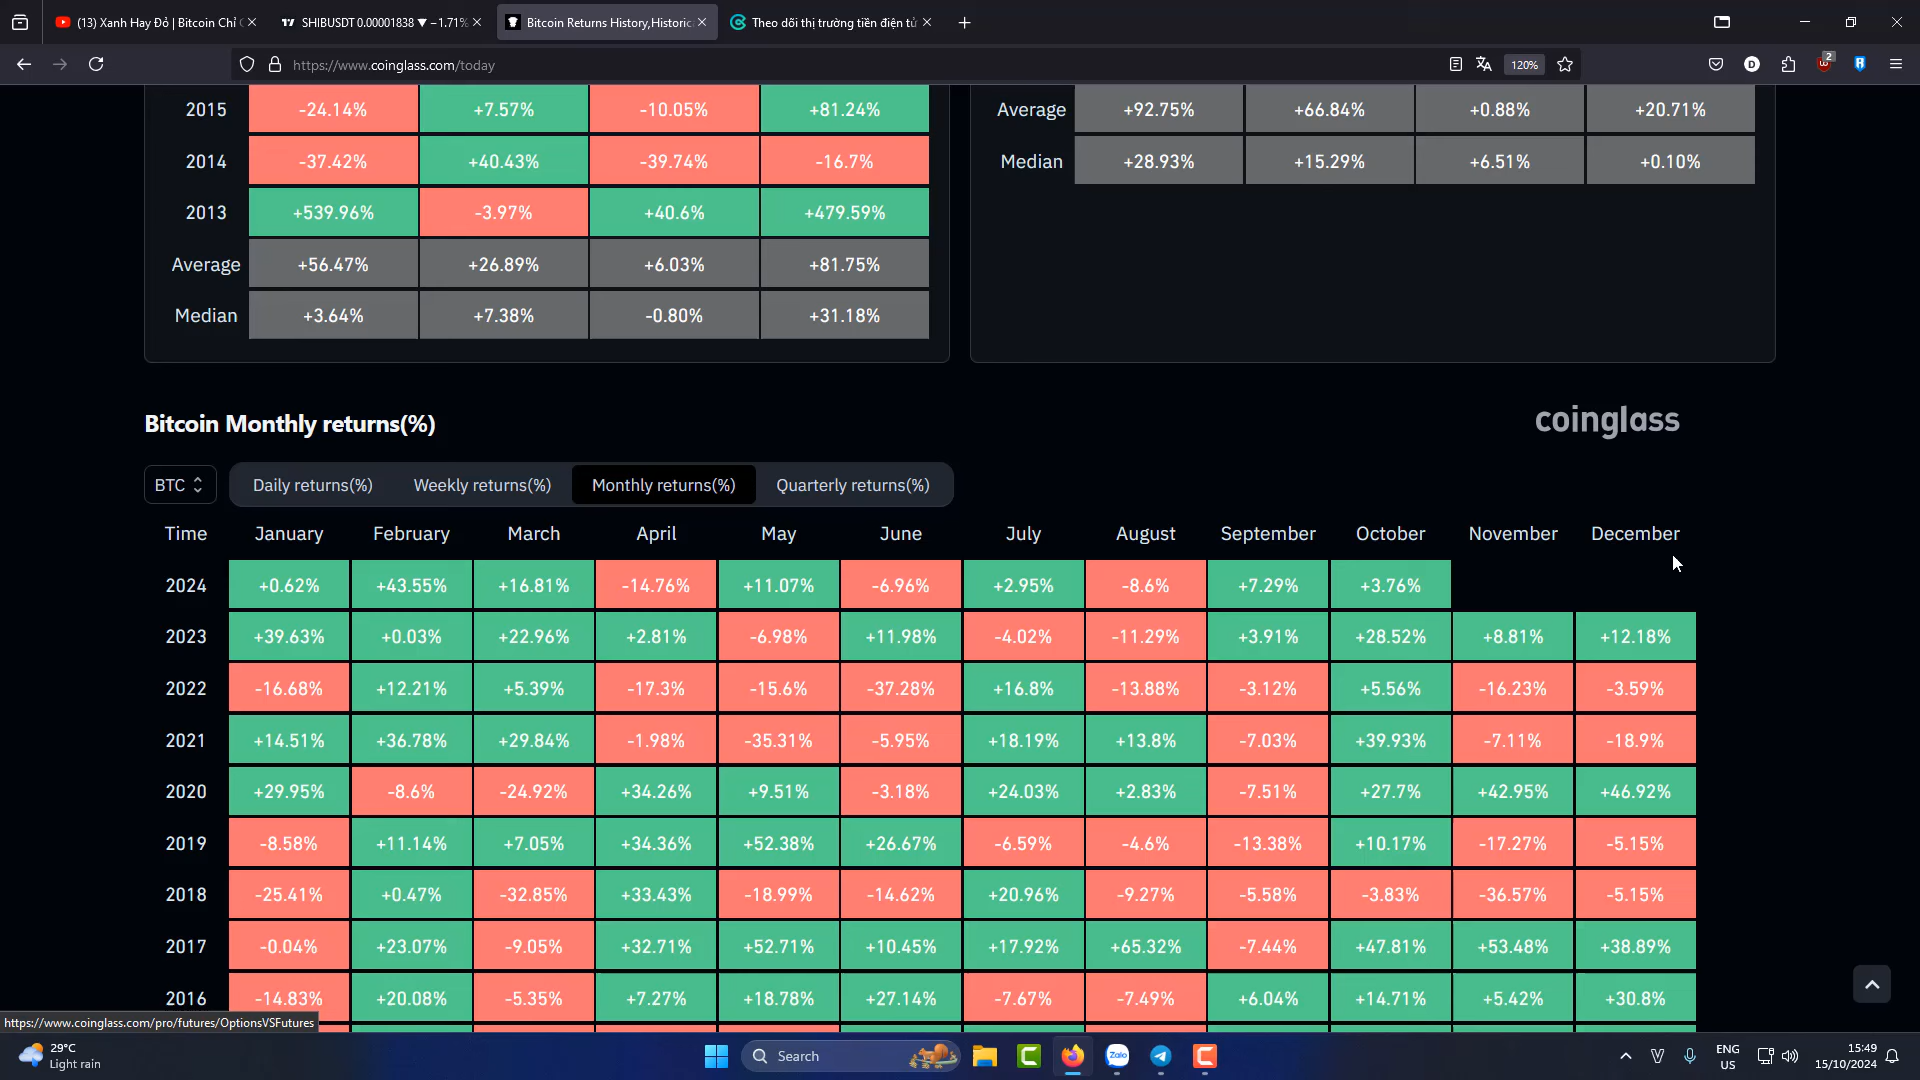 (13) Xanh Hay Đỏ | Bitcoin Chỉ
SHIBUSDT 0.00001838 ▼ −1.71%
Bitcoin Returns History,Historic
Theo dõi thị trường tiền điện tử
https://www.coinglass.com/today
120%
2
2015 -24.14% +7.57% -10.05% +81.24%
2014 -37.42% +40.43% -39.74% -16.7%
2013 +539.96% -3.97% +40.6% +479.59%
Average +56.47% +26.89% +6.03% +81.75%
Median +3.64% +7.38% -0.80% +31.18%
Average +92.75% +66.84% +0.88% +20.71%
Median +28.93% +15.29% +6.51% +0.10%
Bitcoin Monthly returns(%)
coinglass
BTC Daily returns(%) Weekly returns(%) Monthly returns(%) Quarterly returns(%)
Time January February March April May June July August September October November December
2024 +0.62% +43.55% +16.81% -14.76% +11.07% -6.96% +2.95% -8.6% +7.29% +3.76%
2023 +39.63% +0.03% +22.96% +2.81% -6.98% +11.98% -4.02% -11.29% +3.91% +28.52% +8.81% +12.18%
2022 -16.68% +12.21% +5.39% -17.3% -15.6% -37.28% +16.8% -13.88% -3.12% +5.56% -16.23% -3.59%
2021 +14.51% +36.78% +29.84% -1.98% -35.31% -5.95% +18.19% +13.8% -7.03% +39.93% -7.11% -18.9%
2020 +29.95% -8.6% -24.92% +34.26% +9.51% -3.18% +24.03% +2.83% -7.51% +27.7% +42.95% +46.92%
2019 -8.58% +11.14% +7.05% +34.36% +52.38% +26.67% -6.59% -4.6% -13.38% +10.17% -17.27% -5.15%
2018 -25.41% +0.47% -32.85% +33.43% -18.99% -14.62% +20.96% -9.27% -5.58% -3.83% -36.57% -5.15%
2017 -0.04% +23.07% -9.05% +32.71% +52.71% +10.45% +17.92% +65.32% -7.44% +47.81% +53.48% +38.89%
2016 -14.83% +20.08% -5.35% +7.27% +18.78% +27.14% -7.67% -7.49% +6.04% +14.71% +5.42% +30.8%
https://www.coinglass.com/pro/futures/OptionsVSFutures
29°C
Light rain
Search
Zalo
ENG
US
15:49
15/10/2024